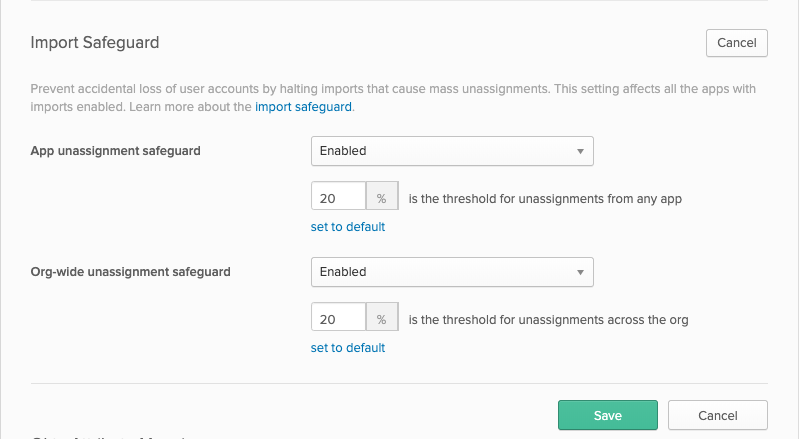 Import Safeguard
Cancel
Prevent accidental loss of user accounts by halting imports that cause mass unassignments. This setting affects all the apps with
imports enabled. Learn more about the import safeguard.
App unassignment safeguard
Enabled
20 % is the threshold for unassignments from any app
set to default
Org-wide unassignment safeguard
Enabled
20 % is the threshold for unassignments across the org
set to default
Save
Cancel